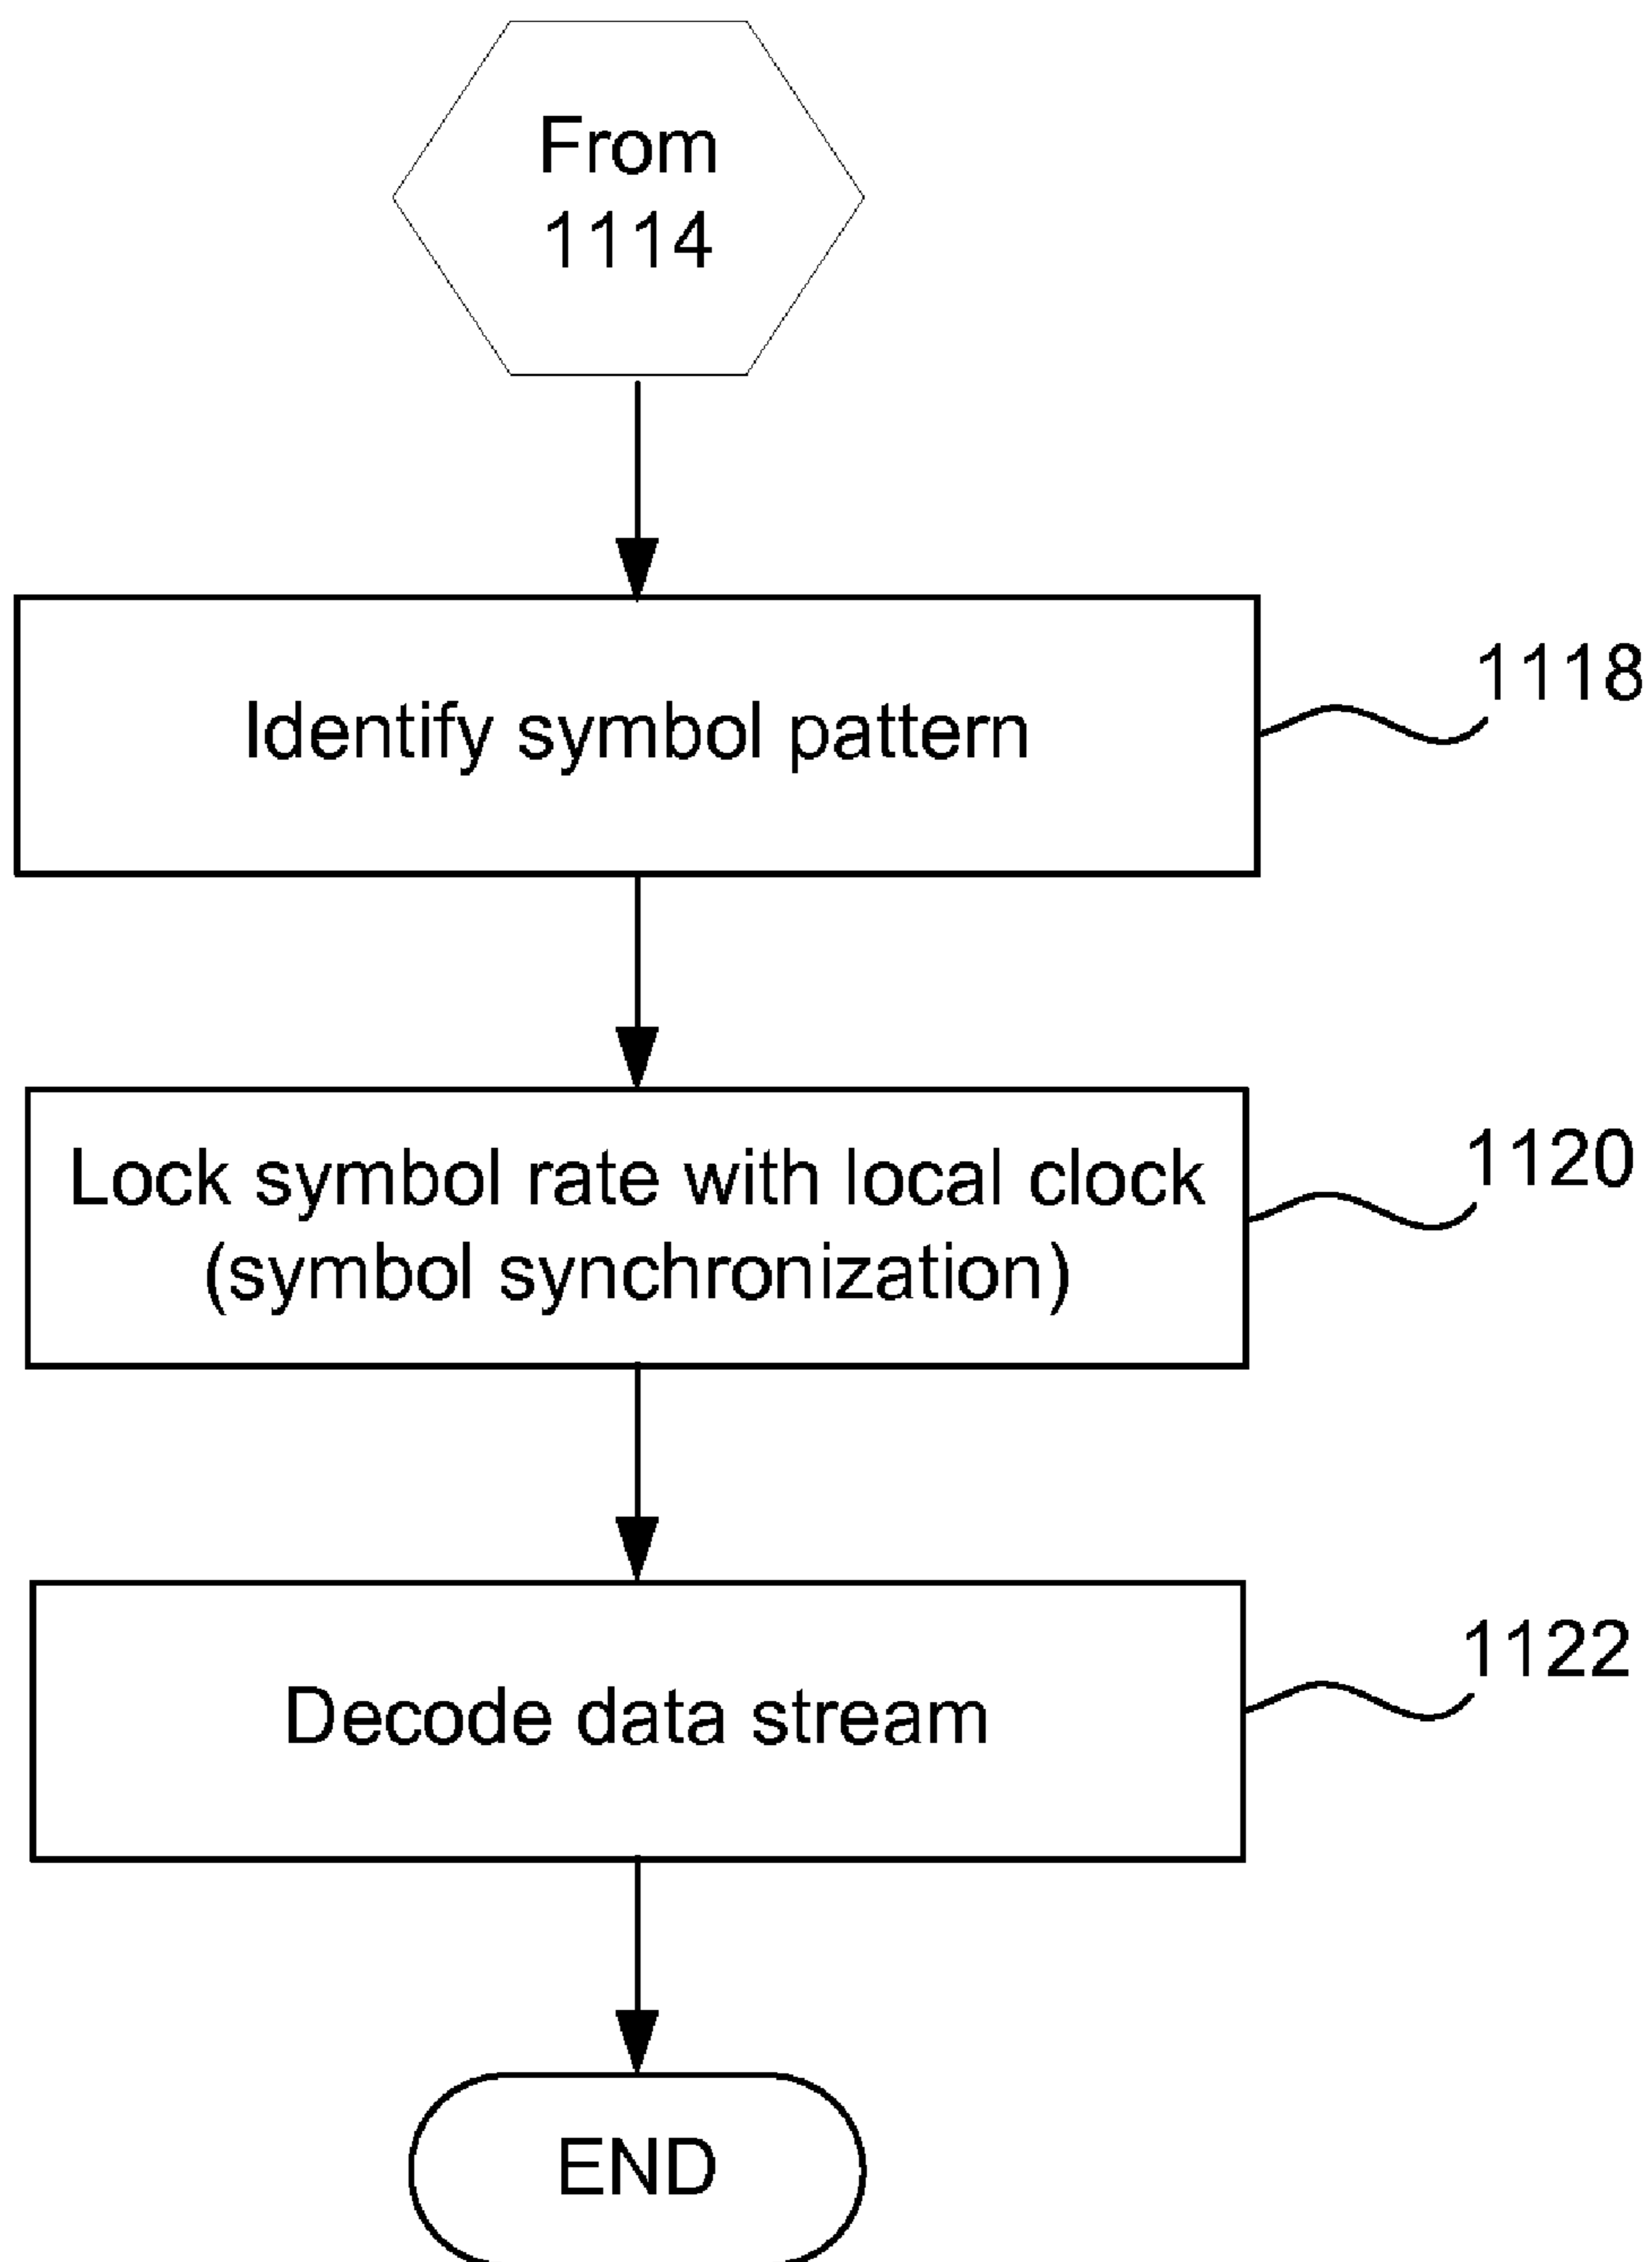 From
1114
Identify symbol pattern
1118
Lock symbol rate with local clock
(symbol synchronization)
1120
Decode data stream
1122
END